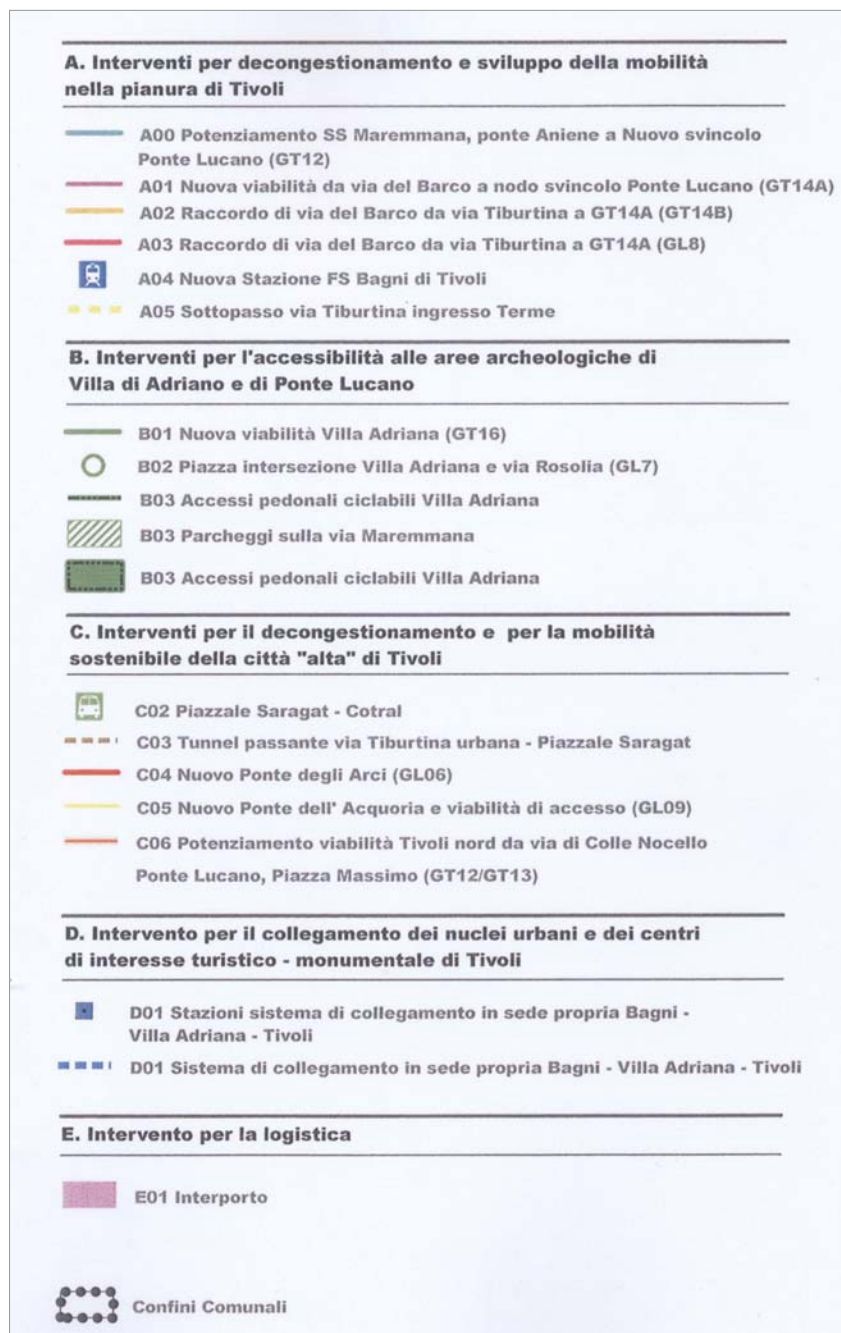 A. Interventi per decongestionamento e sviluppo della mobilità
nella pianura di Tivoli
A00 Potenziamento SS Maremmana, ponte Aniene a Nuovo svincolo
Ponte Lucano (GT12)
A01 Nuova viabilità da via del Barco a nodo svincolo Ponte Lucano (GT14A)
A02 Raccordo di via del Barco da via Tiburtina a GT14A (GT14B)
A03 Raccordo di via del Barco da via Tiburtina a GT14A (GL8)
A04 Nuova Stazione FS Bagni di Tivoli
A05 Sottopasso via Tiburtina ingresso Terme
B. Interventi per l'accessibilità alle aree archeologiche di
Villa di Adriano e di Ponte Lucano
B01 Nuova viabilità Villa Adriana (GT16)
B02 Piazza intersezione Villa Adriana e via Rosolia (GL7)
B03 Accessi pedonali ciclabili Villa Adriana
B03 Parcheggi sulla via Maremmana
B03 Accessi pedonali ciclabili Villa Adriana
C. Interventi per il decongestionamento e per la mobilità
sostenibile della città "alta" di Tivoli
C02 Piazzale Saragat - Cotral
C03 Tunnel passante via Tiburtina urbana - Piazzale Saragat
C04 Nuovo Ponte degli Arci (GL06)
C05 Nuovo Ponte dell' Acquoria e viabilità di accesso (GL09)
C06 Potenziamento viabilità Tivoli nord da via di Colle Nocello
Ponte Lucano, Piazza Massimo (GT12/GT13)
D. Intervento per il collegamento dei nuclei urbani e dei centri
di interesse turistico - monumentale di Tivoli
D01 Stazioni sistema di collegamento in sede propria Bagni -
Villa Adriana - Tivoli
D01 Sistema di collegamento in sede propria Bagni - Villa Adriana - Tivoli
E. Intervento per la logistica
E01 Interporto
Confini Comunali